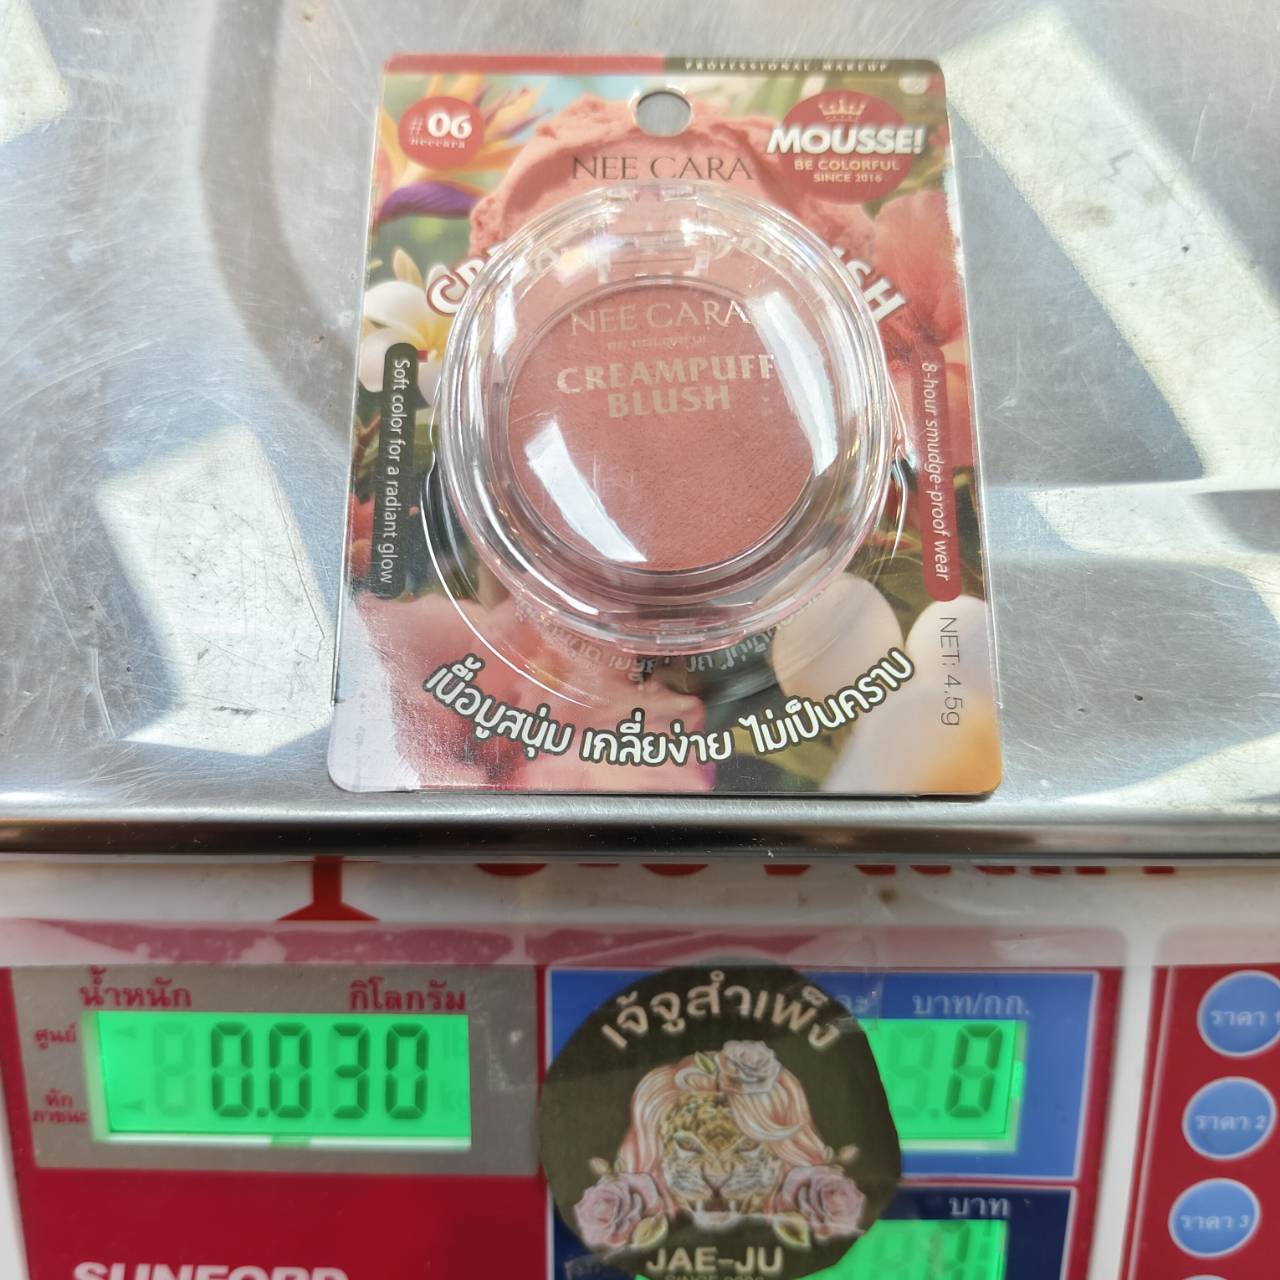 PROFESSIONAL MAKEUP
#06
Neecara
MOUSSE!
BE COLORFUL
SINCE 2016
NEE CARA
NEE CARA
BE COLORFUL
CREAMPUFF
BLUSH
Soft color for a radiant glow
8-hour smudge-proof wear
NET: 4.5g
เนื้อมูสนุ่ม เกลี่ยง่าย ไม่เป็นคราบ
น้ำหนัก
กิโลกรัม
บาท/กก.
ศูนย์
0.030
0
หัก
ภาชนะ
เจ้จูสำเพ็ง
บาท
ราคา 1
ราคา 2
ราคา 3
JAE-JU
SUNFORD